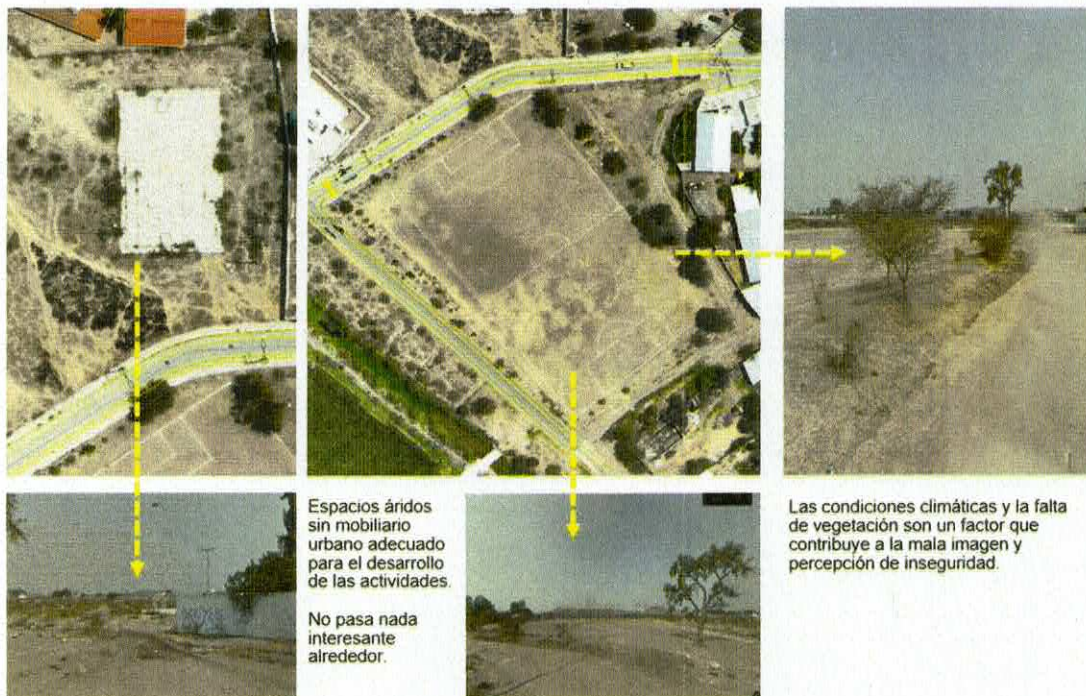 Espacios áridos
sin mobiliario
urbano adecuado
para el desarrollo
de las actividades.
No pasa nada
interesante
alrededor.
Las condiciones climáticas y la falta
de vegetación son un factor que
contribuye a la mala imagen y
percepción de inseguridad.